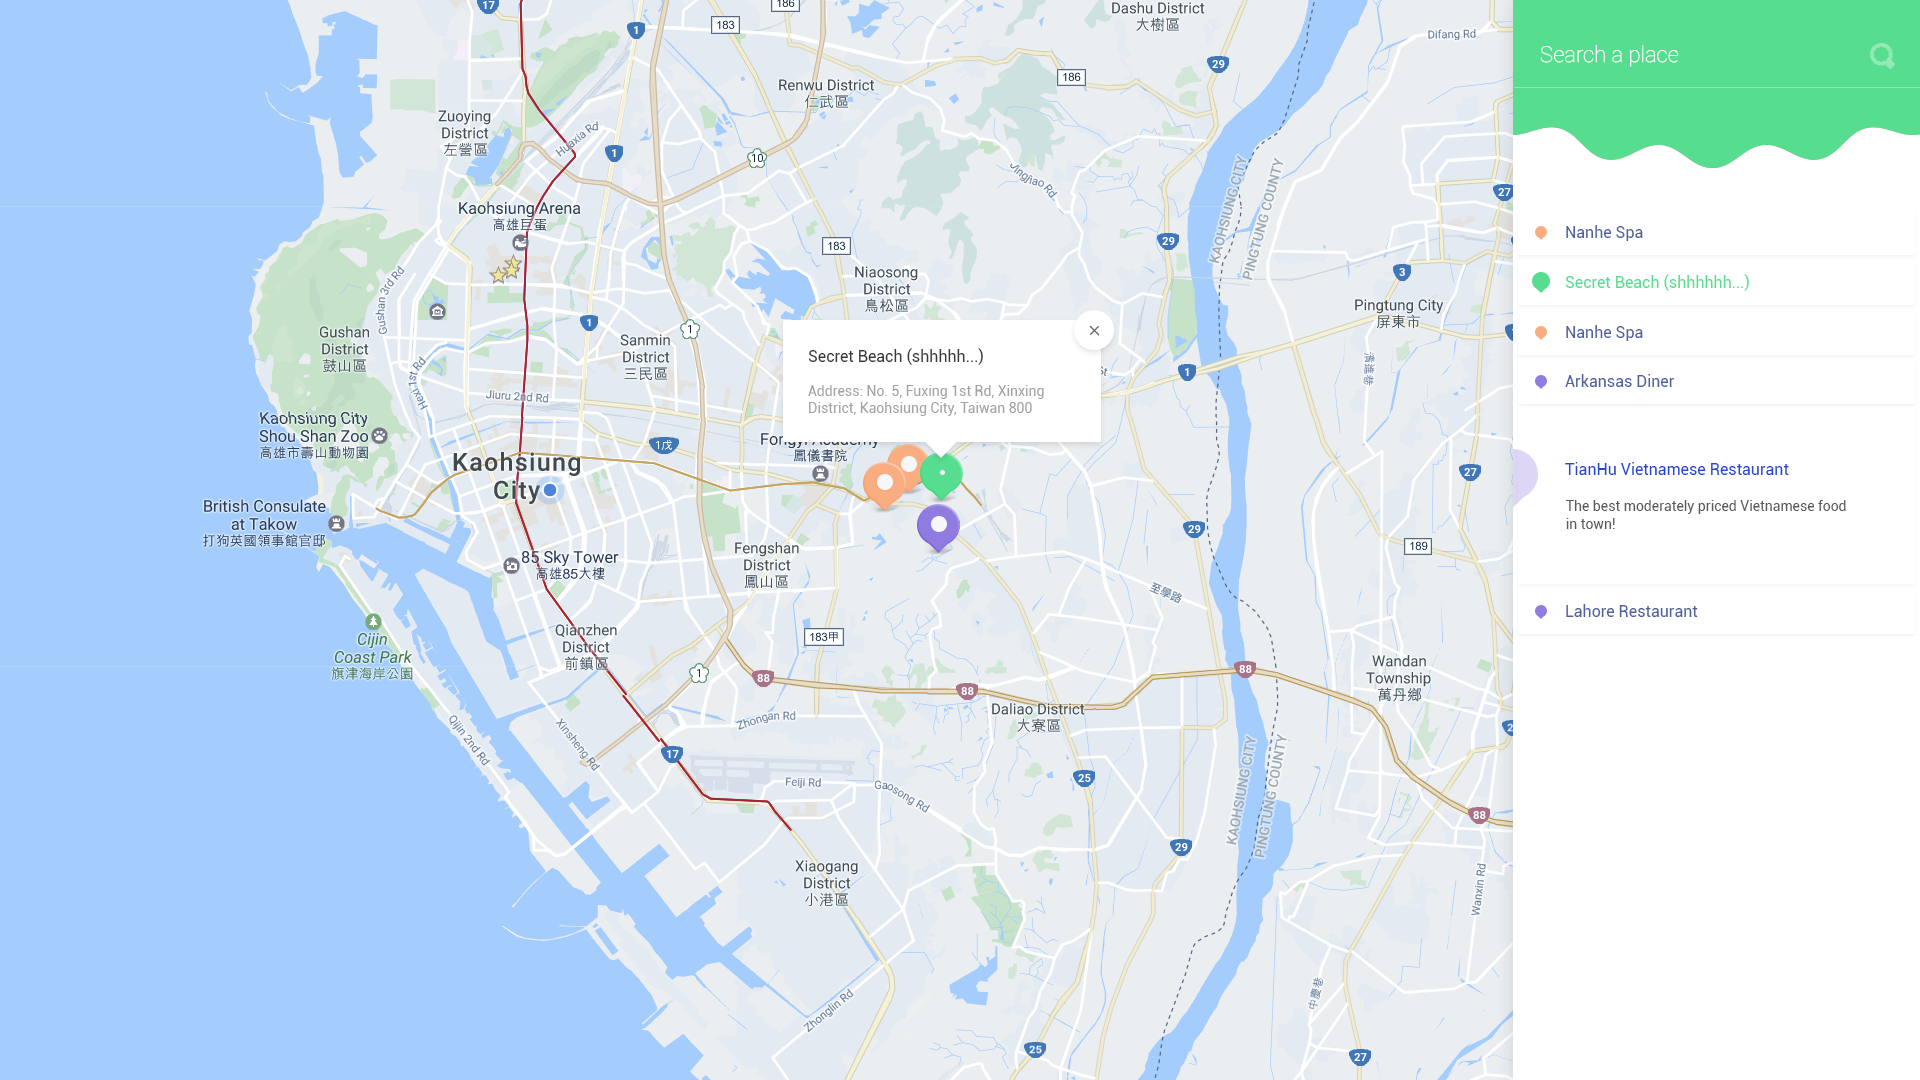 17
1
183
186
Dashu District
大樹區
Difang Rd
Renwu District
仁武區
186
29
Zuoying
District
左營區
Huaxia Rd
1
10
Jingjiao Rd
KAOHSIUNG CITY
PINGTUNG COUNTY
27
Kaohsiung Arena
高雄巨蛋
183
29
3
Gushan 3rd Rd
Niaosong
District
鳥松區
Pingtung City
屏東市
Gushan
District
鼓山區
1
Sanmin
District
三民區
1
Hexi 1st Rd
Jiuru 2nd Rd
1
Secret Beach (shhhhh...)
Address: No. 5, Fuxing 1st Rd, Xinxing
District, Kaohsiung City, Taiwan 800
Kaohsiung City
Shou Shan Zoo
高雄市壽山動物園
1戊
Fongyi Academy
鳳儀書院
Kaohsiung
City
27
British Consulate
at Takow
打狗英國領事館官邸
29
189
85 Sky Tower
高雄85大樓
Fengshan
District
鳳山區
至學路
Cijin
Coast Park
旗津海岸公園
Qianzhen
District
前鎮區
183甲
1
88
88
88
Wandan
Township
萬丹鄉
Daliao District
大寮區
Zhongan Rd
Qijin 2nd Rd
Xinsheng Rd
17
Feiji Rd
Gaosong Rd
25
KAOHSIUNG CITY
PINGTUNG COUNTY
88
29
Xiaogang
District
小港區
Wanxin Rd
Zhonglin Rd
中慶巷
25
27
Search a place
Nanhe Spa
Secret Beach (shhhhhh...)
Nanhe Spa
Arkansas Diner
TianHu Vietnamese Restaurant
The best moderately priced Vietnamese food
in town!
Lahore Restaurant